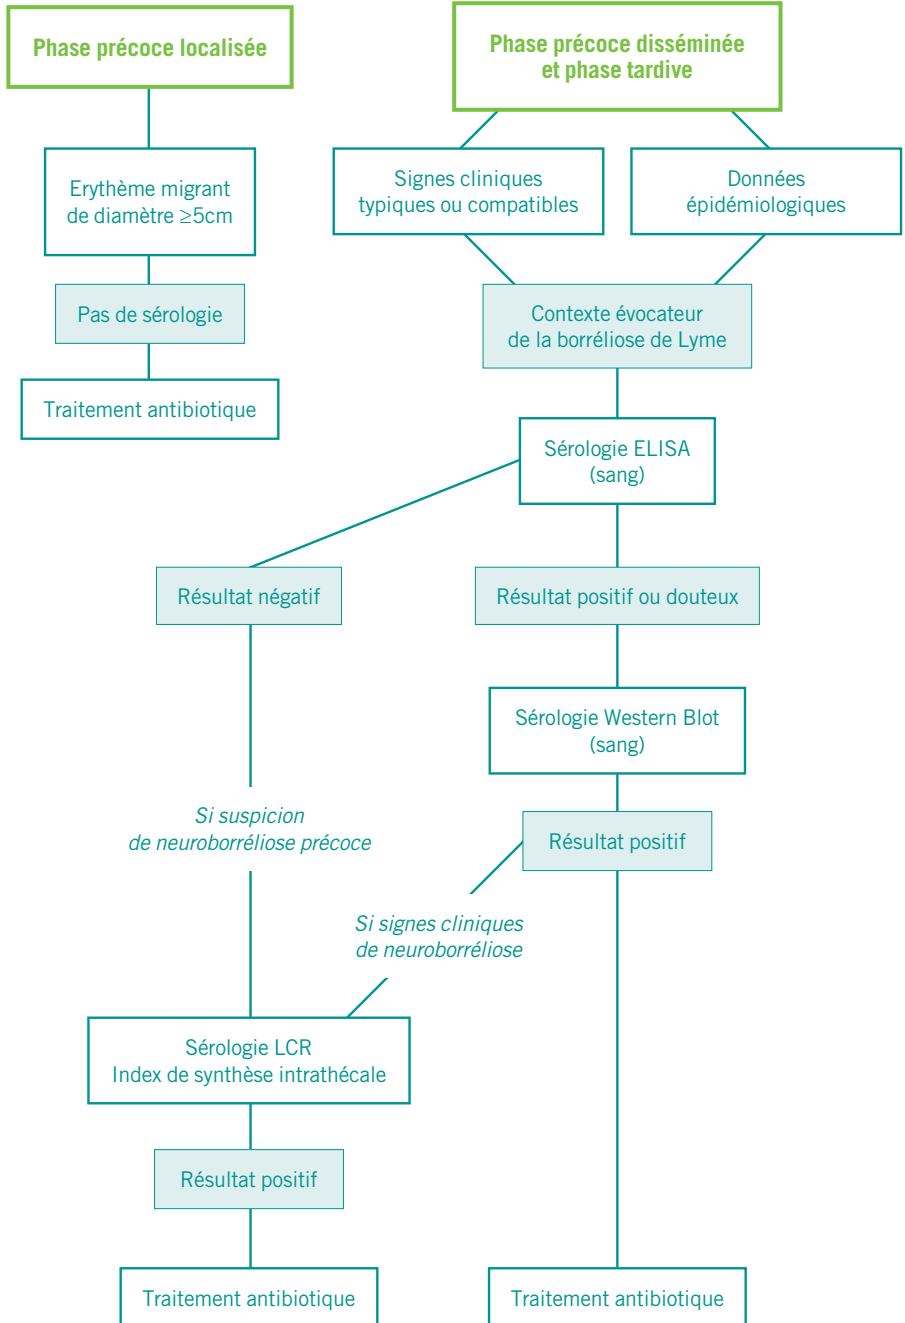 Phase précoce localisée
Erythème migrant
de diamètre ≥5cm
Pas de sérologie
Traitement antibiotique
Phase précoce disséminée
et phase tardive
Signes cliniques
typiques ou compatibles
Données
épidémiologiques
Contexte évocateur
de la borréliose de Lyme
Sérologie ELISA
(sang)
Résultat négatif
Résultat positif ou douteux
Sérologie Western Blot
(sang)
Si suspicion
de neuroborréliose précoce
Résultat positif
Si signes cliniques
de neuroborréliose
Sérologie LCR
Index de synthèse intrathécale
Résultat positif
Traitement antibiotique
Traitement antibiotique